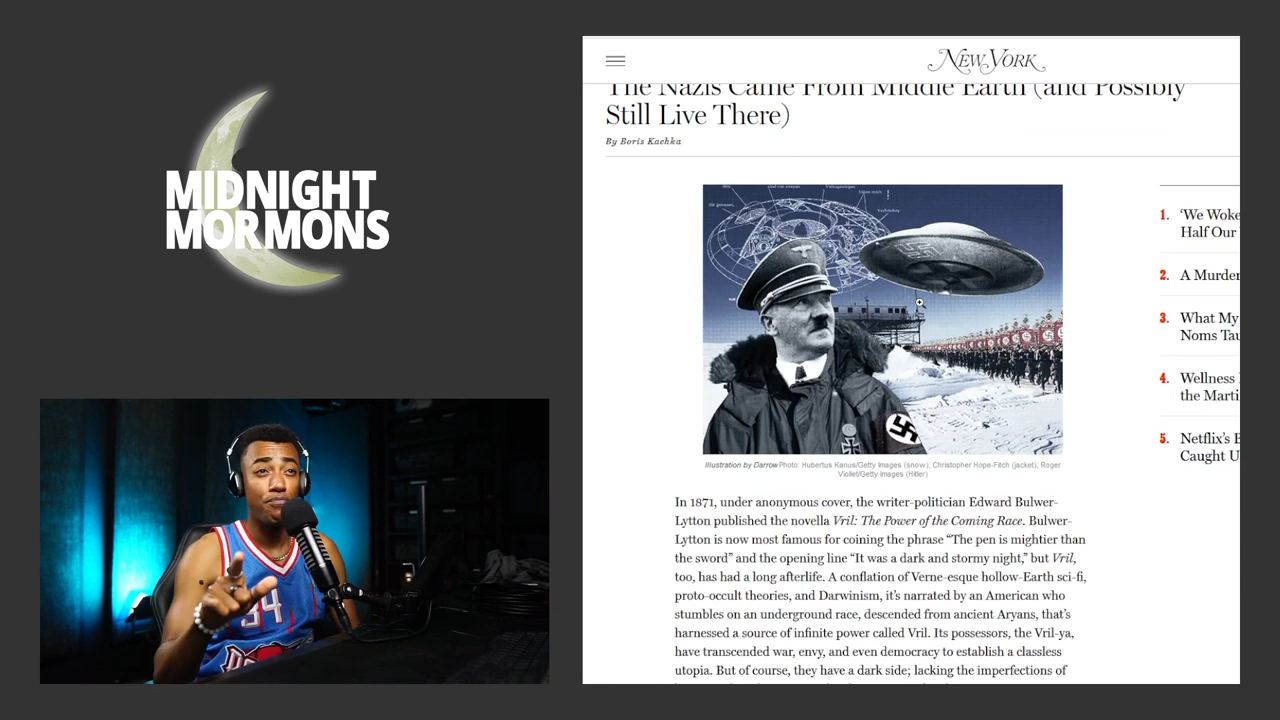 MIDNIGHT
MORMONS
34
NEW YORK
The Nazis Came From Middle Earth (and Possibly
Still Live There)
By Boris Kachka
Illustration by Darrow Photo: Hubertus Kanus/Getty Images (snow); Christopher Hope-Fitch (jacket), Roger
Viollet/Getty Images (Hitler)
In 1871, under anonymous cover, the writer-politician Edward Bulwer-
Lytton published the novella Vril: The Power of the Coming Race. Bulwer-
Lytton is now most famous for coining the phrase “The pen is mightier than
the sword” and the opening line “It was a dark and stormy night,” but Vril,
too, has had a long afterlife. A conflation of Verne-esque hollow-Earth sci-fi,
proto-occult theories, and Darwinism, it’s narrated by an American who
stumbles on an underground race, descended from ancient Aryans, that’s
harnessed a source of infinite power called Vril. Its possessors, the Vril-ya,
have transcended war, envy, and even democracy to establish a classless
utopia. But of course, they have a dark side; lacking the imperfections of
1. ‘We Woke
Half Our
2. A Murder
3. What My
Noms Tau
4. Wellness
the Marti
5. Netflix’s
Caught U